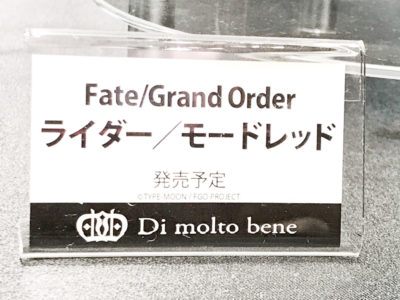 Fate/Grand Order
ライダー／モードレッド
発売予定
©TYPE-MOON / FGO PROJECT
Di molto bene